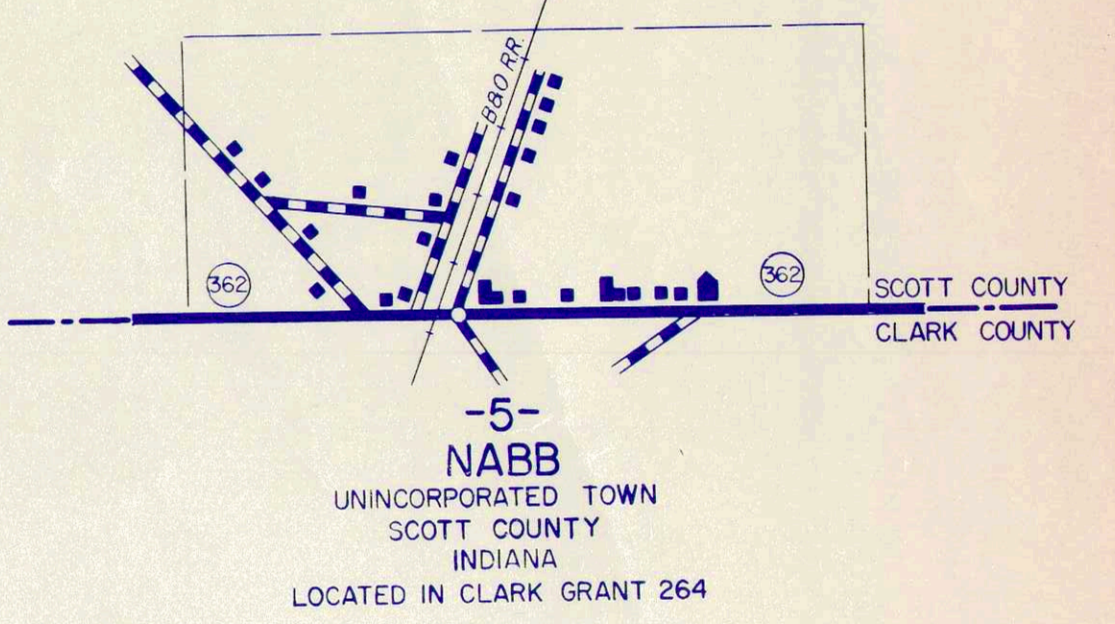 B&O RR.
362
362
SCOTT COUNTY
CLARK COUNTY
-5-
NABB
UNINCORPORATED TOWN
SCOTT COUNTY
INDIANA
LOCATED IN CLARK GRANT 264